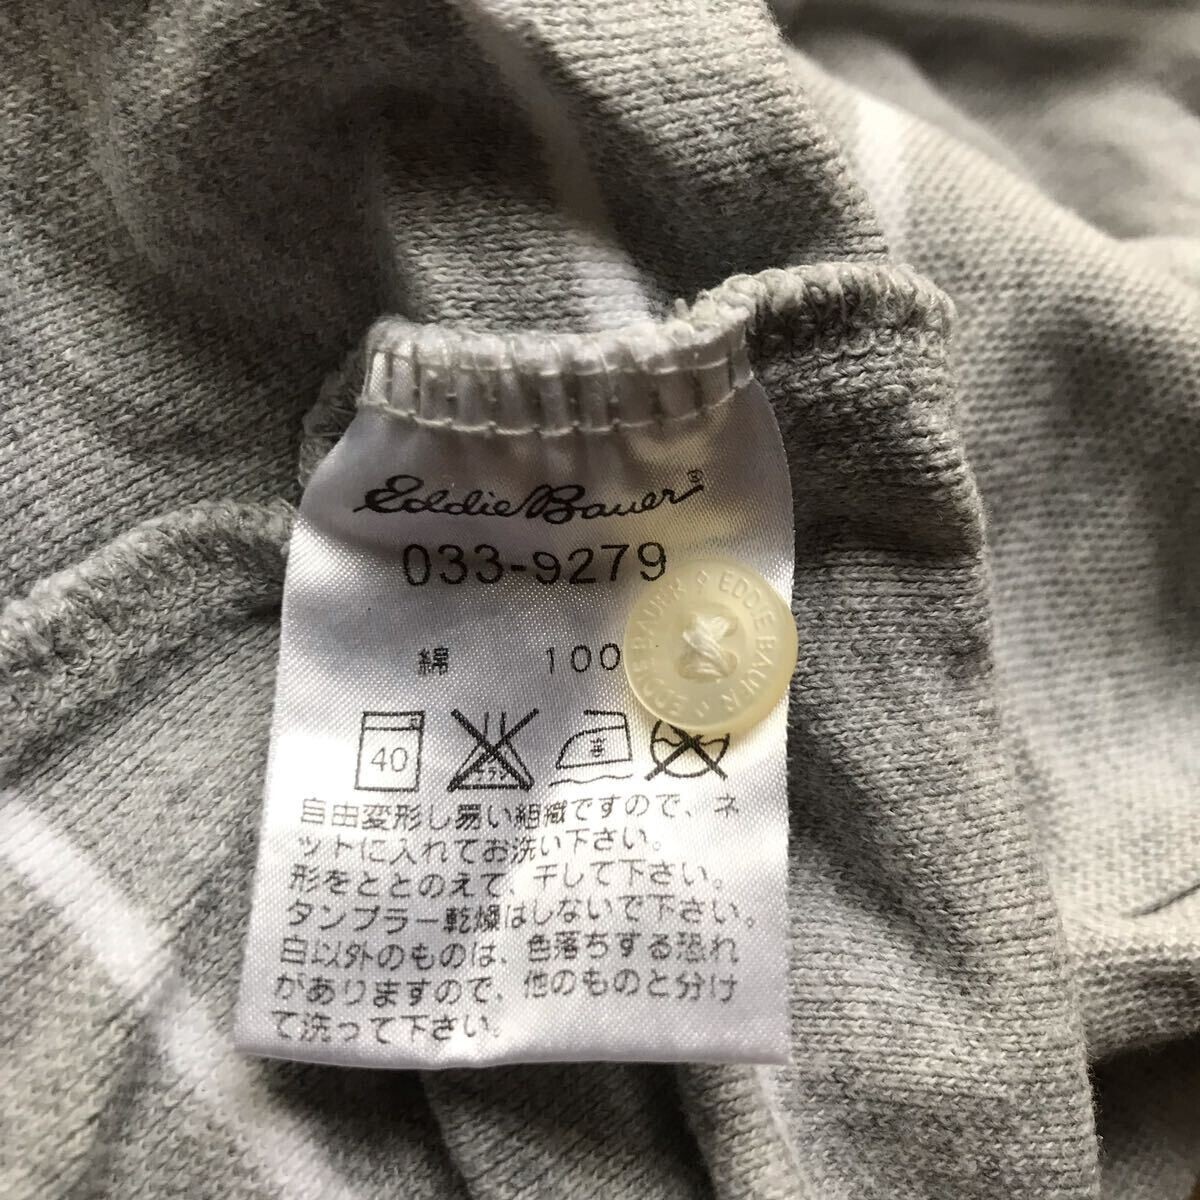 Eddie Bauer®
033-9279
綿 100
EDDIE BAUER EDDIE BAUER
40
エンソ
自由変形し易い組織ですので、ネ
ットに入れてお洗い下さい。
形をととのえて、干して下さい。
タンブラー乾燥はしないで下さい。
白以外のものは、色落ちする恐れ
がありますので、他のものと分け
て洗って下さい。